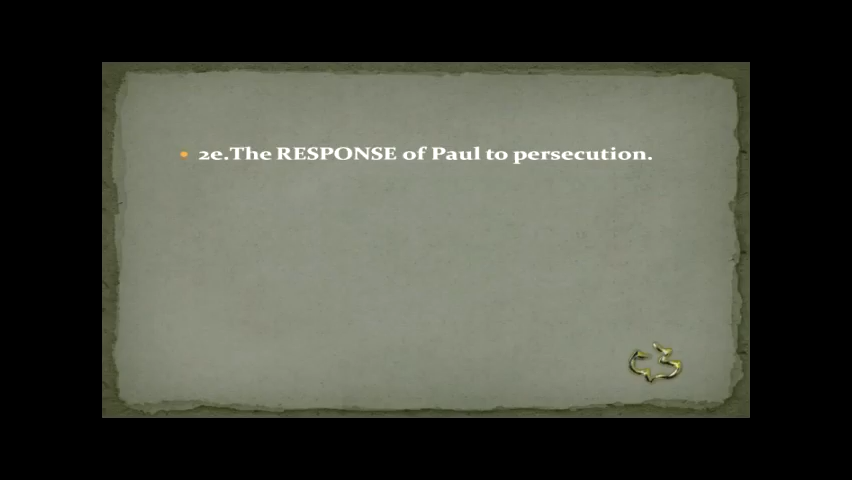 • 2e.The RESPONSE of Paul to persecution.